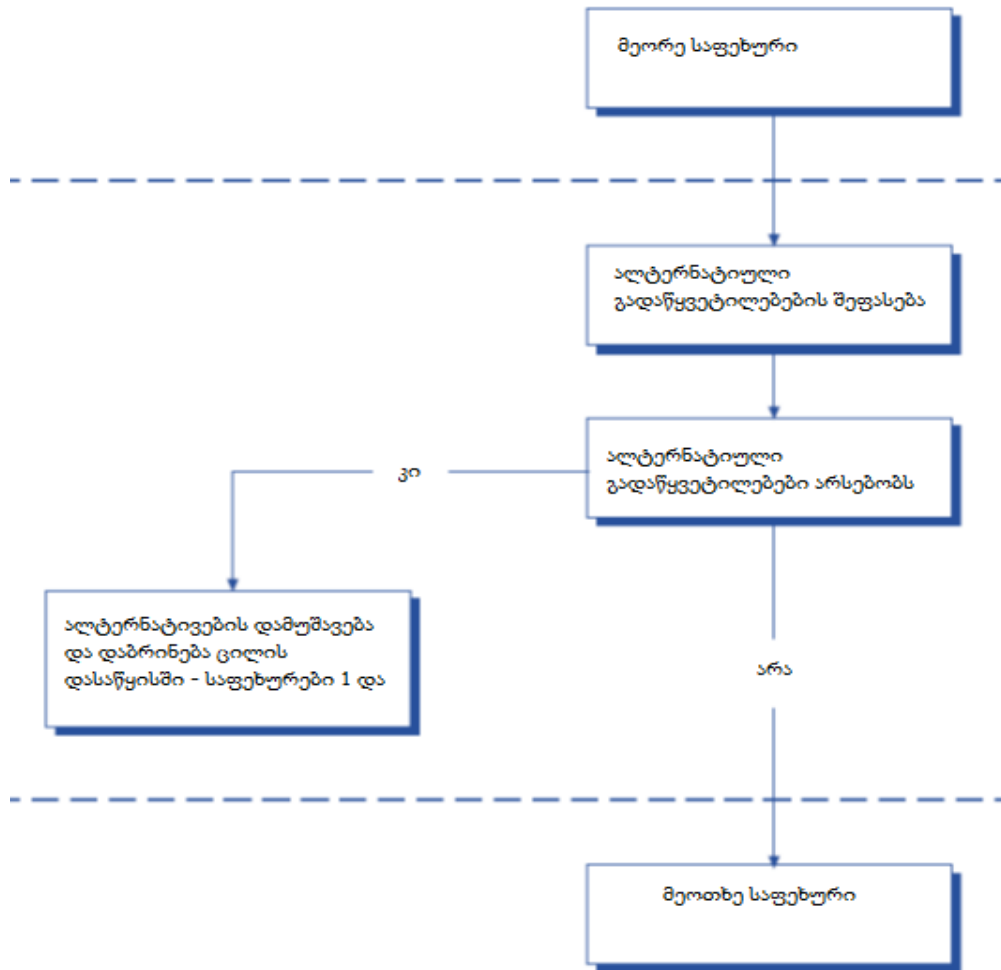 მეორე საფეხური
ალტერნატიული
გადაწყვეტილებების შეფასება
ალტერნატიული
გადაწყვეტილებები არსებობს
კი
ალტერნატივების დამუშავება
და დაბრინება ცილის
დასაწყისში - საფეხურები 1 და
არა
მეოთხე საფეხური